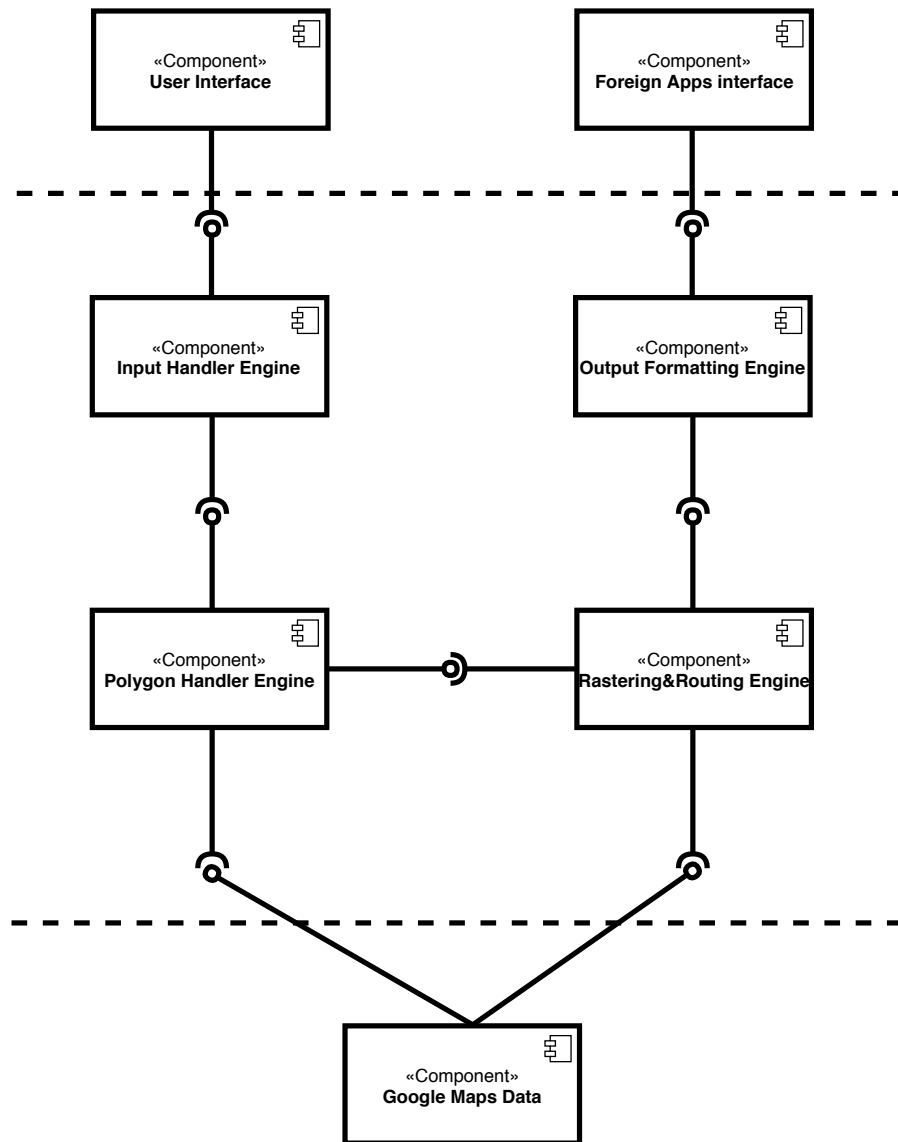 «Component»
User Interface
«Component»
Foreign Apps interface
«Component»
Input Handler Engine
«Component»
Output Formatting Engine
«Component»
Polygon Handler Engine
«Component»
Rastering&Routing Engine
«Component»
Google Maps Data